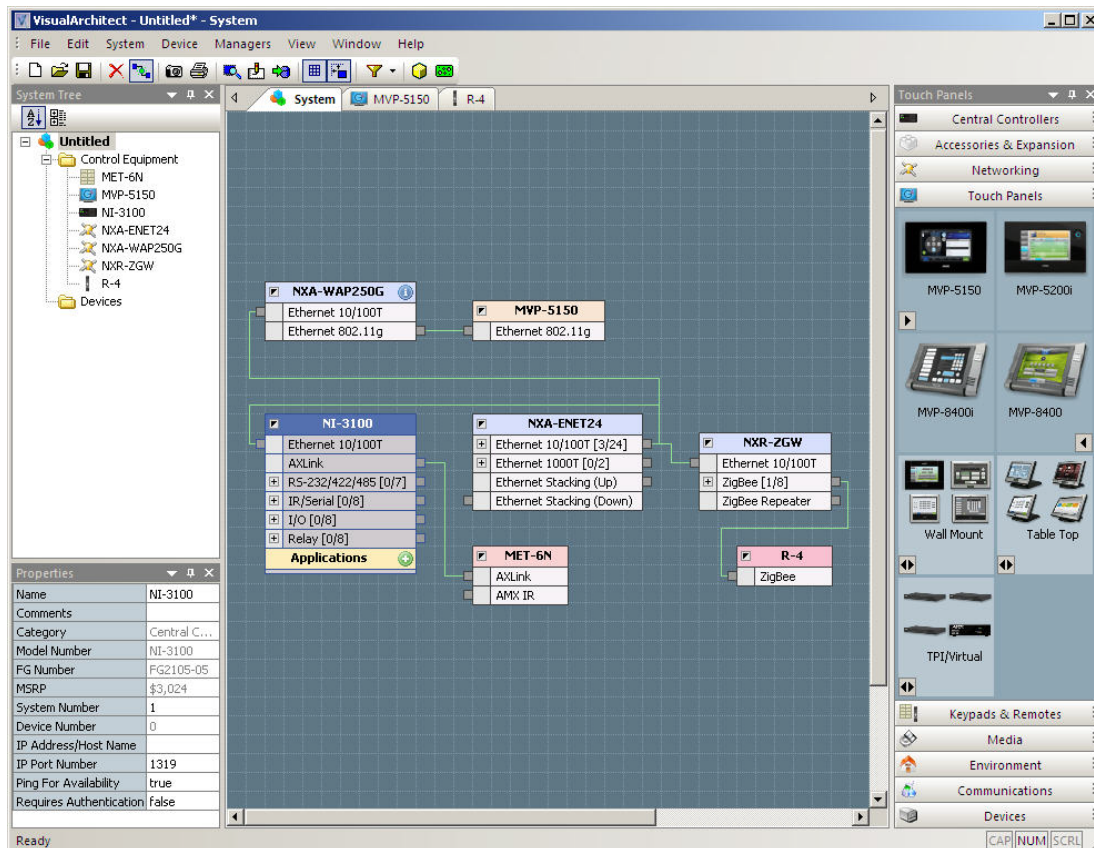 VisualArchitect - Untitled* - System
File Edit System Device Managers View Window Help
System Tree
Untitled
Control Equipment
MET-6N
MVP-5150
NI-3100
NXA-ENET24
NXA-WAP250G
NXR-ZGW
R-4
Devices
Properties
Name NI-3100
Comments
Category Central C...
Model Number NI-3100
FG Number FG2105-05
MSRP $3,024
System Number 1
Device Number 0
IP Address/Host Name
IP Port Number 1319
Ping For Availability true
Requires Authentication false
System MVP-5150 R-4
NXA-WAP250G
Ethernet 10/100T
Ethernet 802.11g
MVP-5150
Ethernet 802.11g
NI-3100
Ethernet 10/100T
AXLink
RS-232/422/485 [0/7]
IR/Serial [0/8]
I/O [0/8]
Relay [0/8]
Applications
NXA-ENET24
Ethernet 10/100T [3/24]
Ethernet 1000T [0/2]
Ethernet Stacking (Up)
Ethernet Stacking (Down)
NXR-ZGW
Ethernet 10/100T
ZigBee [1/8]
ZigBee Repeater
MET-6N
AXLink
AMX IR
R-4
ZigBee
Touch Panels
Central Controllers
Accessories & Expansion
Networking
Touch Panels
MVP-5150 MVP-5200i
MVP-8400i MVP-8400
Wall Mount Table Top
TPI/Virtual
Keypads & Remotes
Media
Environment
Communications
Devices
Ready
CAP NUM SCRL